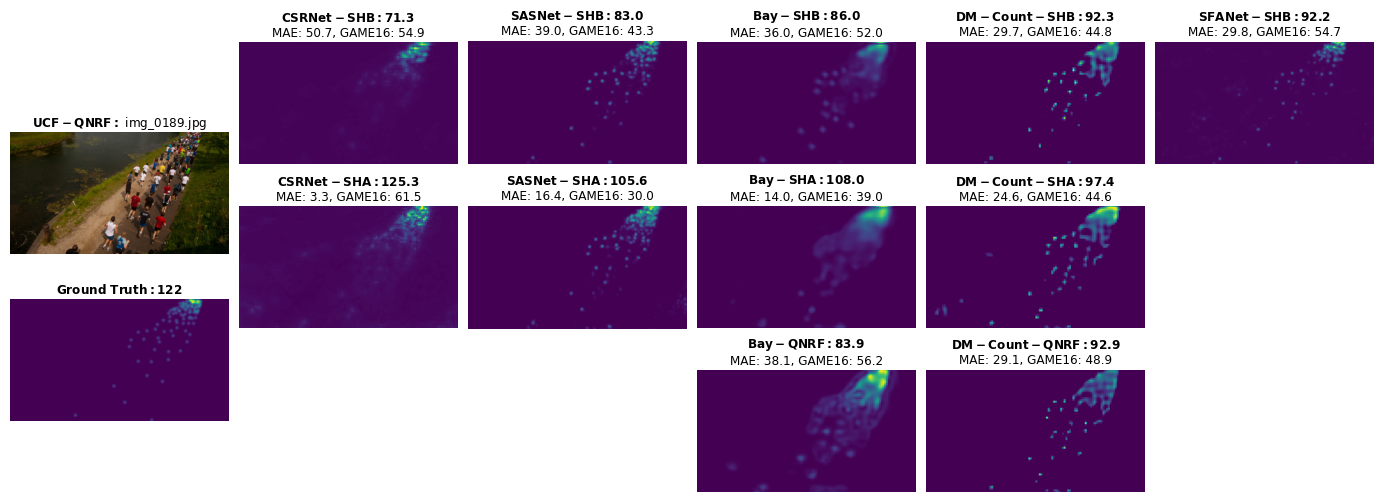 CSRNet−SHB: 71.3
MAE: 50.7, GAME16: 54.9
SASNet−SHB: 83.0
MAE: 39.0, GAME16: 43.3
Bay−SHB: 86.0
MAE: 36.0, GAME16: 52.0
DM−Count−SHB: 92.3
MAE: 29.7, GAME16: 44.8
SFANet−SHB: 92.2
MAE: 29.8, GAME16: 54.7
UCF−QNRF: img_0189.jpg
CSRNet−SHA: 125.3
MAE: 3.3, GAME16: 61.5
SASNet−SHA: 105.6
MAE: 16.4, GAME16: 30.0
Bay−SHA: 108.0
MAE: 14.0, GAME16: 39.0
DM−Count−SHA: 97.4
MAE: 24.6, GAME16: 44.6
Ground Truth: 122
Bay−QNRF: 83.9
MAE: 38.1, GAME16: 56.2
DM−Count−QNRF: 92.9
MAE: 29.1, GAME16: 48.9